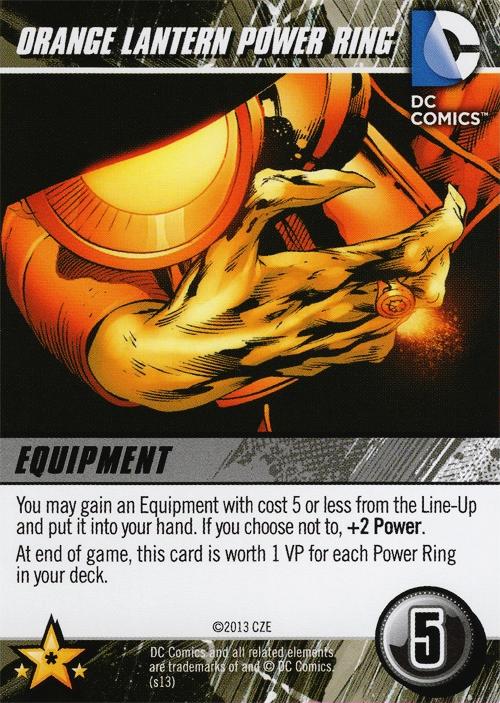 ORANGE LANTERN POWER RING
DC
COMICS™
EQUIPMENT
You may gain an Equipment with cost 5 or less from the Line-Up
and put it into your hand. If you choose not to, +2 Power.
At end of game, this card is worth 1 VP for each Power Ring
in your deck.
©2013 CZE
*
DC Comics and all related elements
are trademarks of and © DC Comics.
(s13)
5